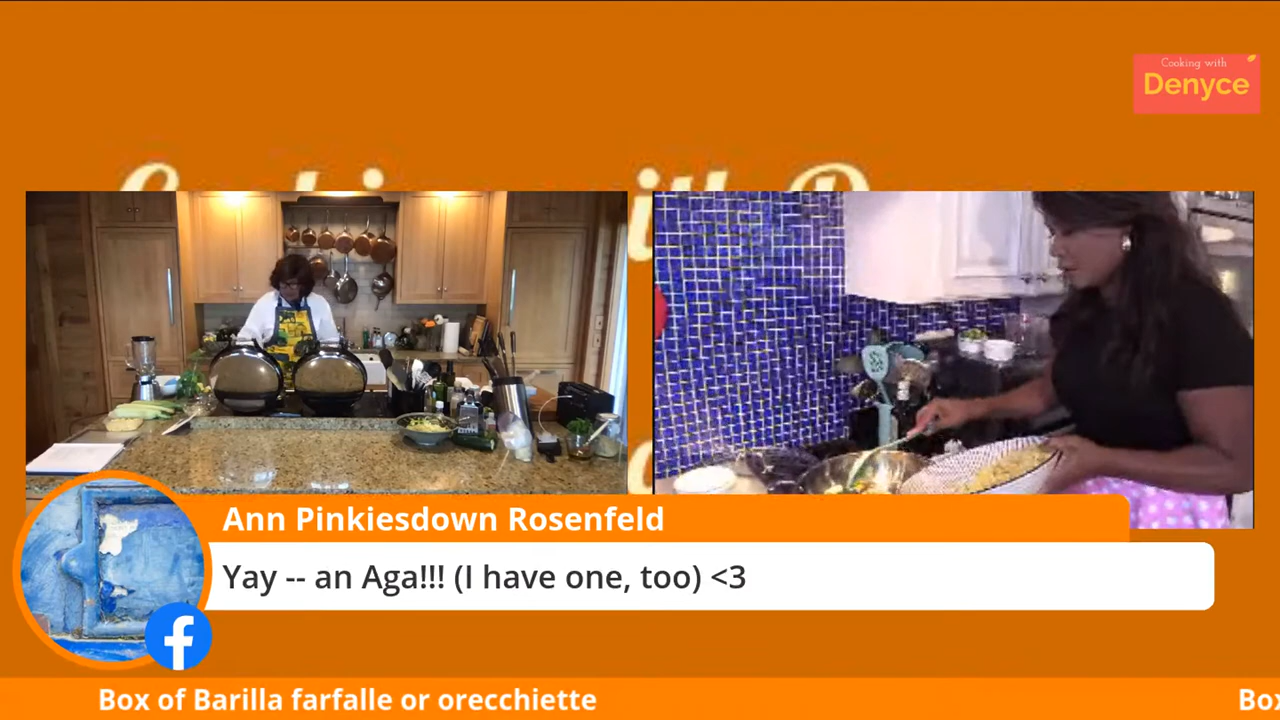 Cooking with
Denyce
Ann Pinkiesdown Rosenfeld
Yay -- an Aga!!! (I have one, too) <3
Box of Barilla farfalle or orecchiette